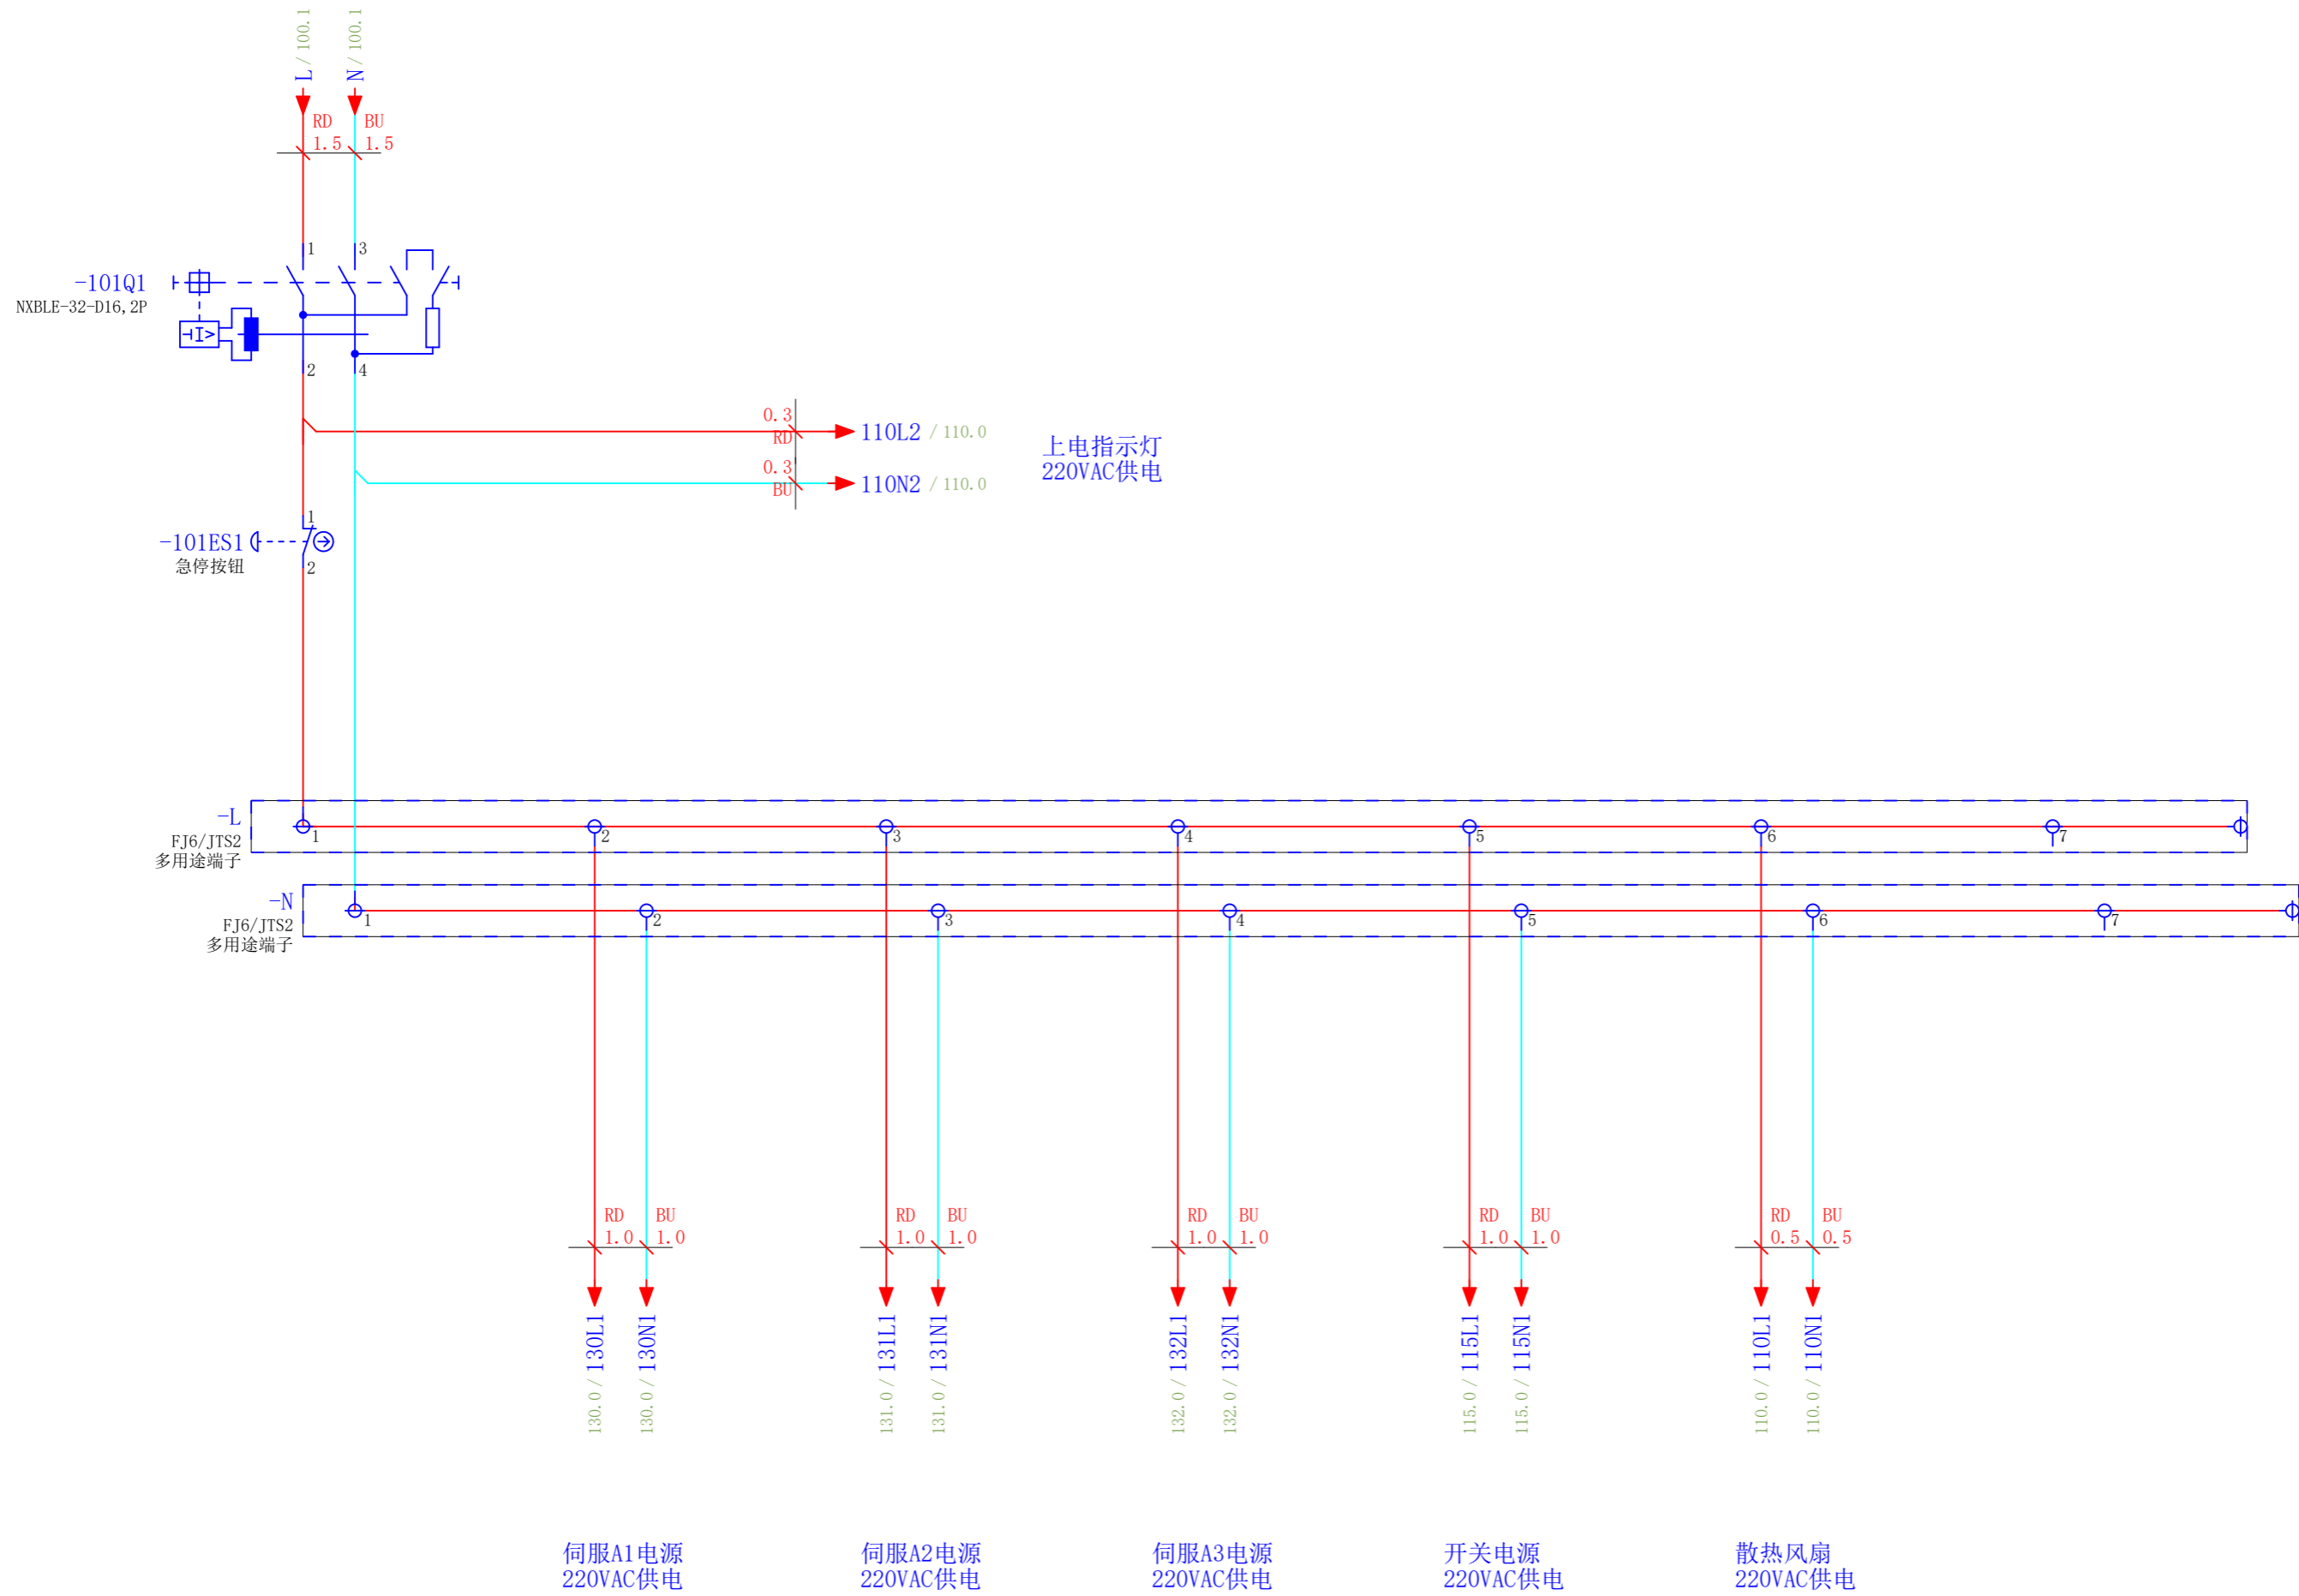 L / 100.1
N / 100.1
RD
1.5
BU
1.5
-101Q1
NXBLE-32-D16,2P
1
3
I>
2
4
0.3
RD
110L2 / 110.0
0.3
BU
110N2 / 110.0
上电指示灯
220VAC供电
-101ES1
急停按钮
1
2
-L
FJ6/JTS2
多用途端子
1
2
3
4
5
6
7
-N
FJ6/JTS2
多用途端子
1
2
3
4
5
6
7
RD
1.0
BU
1.0
RD
1.0
BU
1.0
RD
1.0
BU
1.0
RD
1.0
BU
1.0
RD
0.5
BU
0.5
130.0 / 130L1
130.0 / 130N1
131.0 / 131L1
131.0 / 131N1
132.0 / 132L1
132.0 / 132N1
115.0 / 115L1
115.0 / 115N1
110.0 / 110L1
110.0 / 110N1
伺服A1电源
220VAC供电
伺服A2电源
220VAC供电
伺服A3电源
220VAC供电
开关电源
220VAC供电
散热风扇
220VAC供电